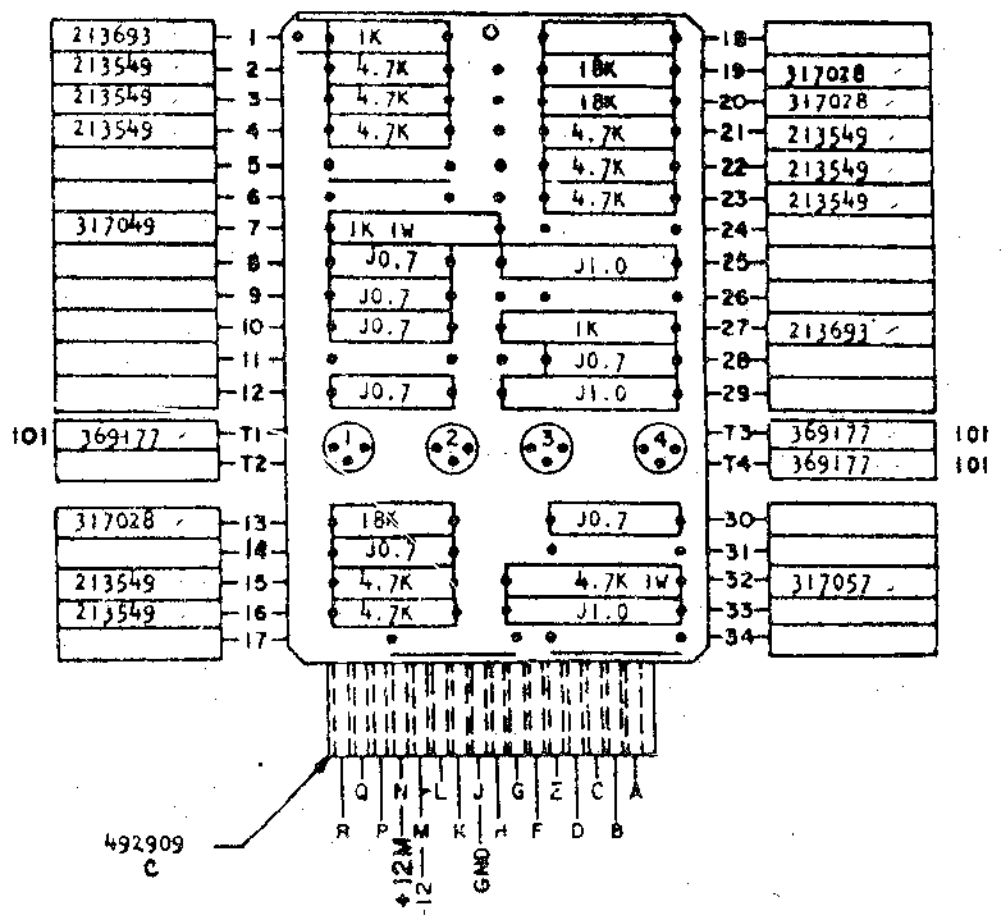 213693 1 1K 18
213549 2 4.7K 18K 19 317028
213549 3 4.7K 18K 20 317028
213549 4 4.7K 4.7K 21 213549
5 4.7K 22 213549
6 4.7K 23 213549
317049 7 1K 1W 24
8 J0.7 J1.0 25
9 J0.7 26
10 J0.7 1K 27 213693
11 J0.7 28
12 J0.7 J1.0 29
101 369177 T1 1 2 3 4 T3 369177 101
T2 T4 369177 101
317028 13 18K J0.7 30
14 J0.7 31
213549 15 4.7K 4.7K 1W 32 317057
213549 16 4.7K J1.0 33
17 34
Q N L J G E C A
R P M K H F D B
492909
C
+12M
-12
GND